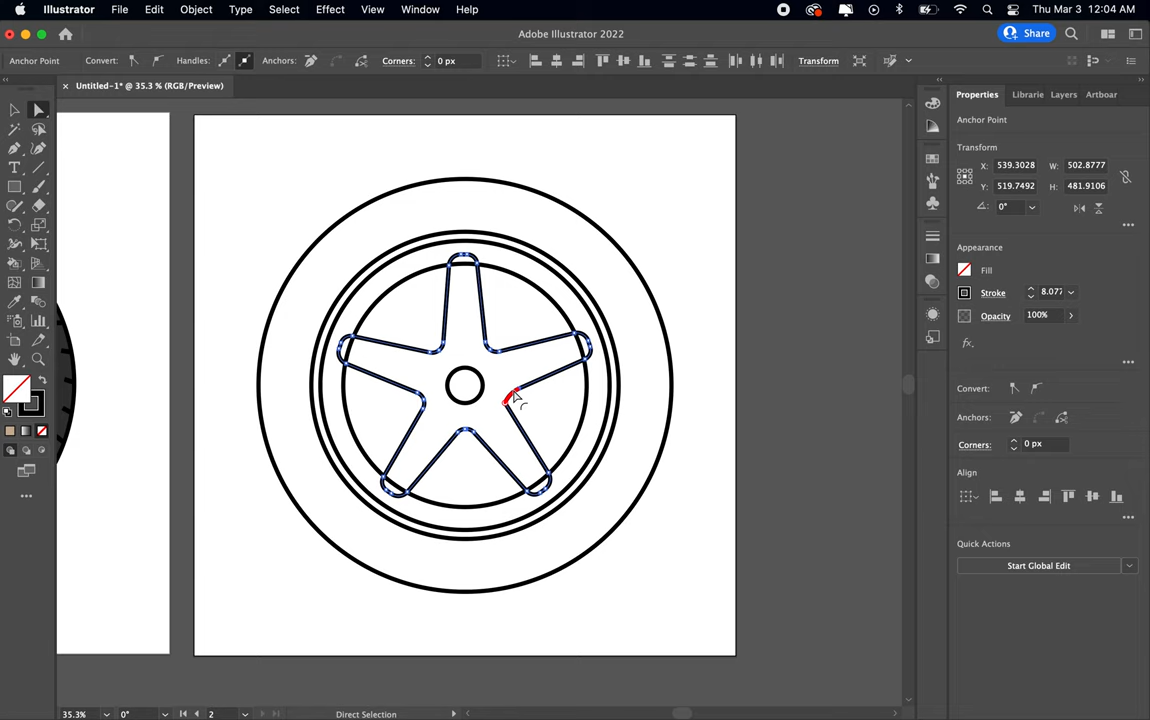 Illustrator File Edit Object Type Select Effect View Window Help Thu Mar 3 12:04 AM
Adobe Illustrator 2022
Share
Anchor Point Convert: Handles: Anchors: Corners: 0 px Transform
× Untitled-1* @ 35.3 % (RGB/Preview)
Properties Librarie Layers Artboar
Anchor Point
Transform
X: 539.3028 W: 502.8777
Y: 519.7492 H: 481.9106
0°
Appearance
Fill
Stroke 8.077
Opacity 100%
fx.
Convert:
Anchors:
Corners: 0 px
Align
Quick Actions
Start Global Edit
35.3% 0° 2 Direct Selection